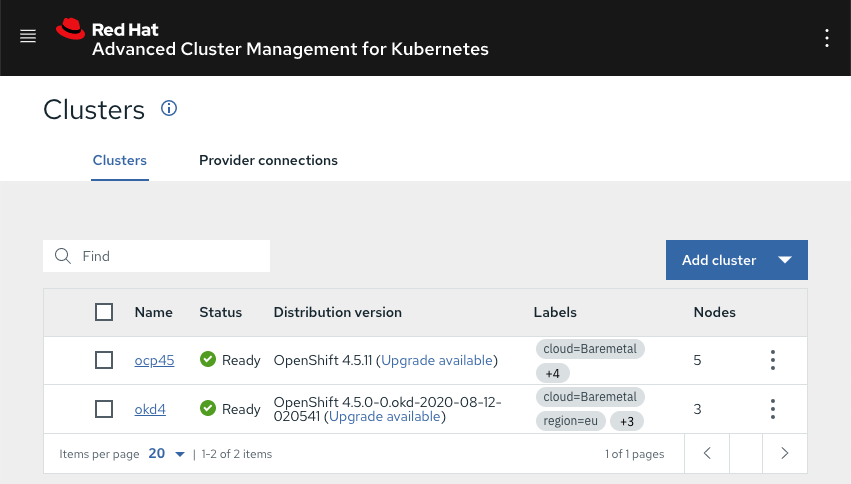 Red Hat
Advanced Cluster Management for Kubernetes
Clusters
Clusters Provider connections
Find
Add cluster
Name Status Distribution version Labels Nodes
ocp45 Ready OpenShift 4.5.11 (Upgrade available) cloud=Baremetal 5
+4
okd4 Ready OpenShift 4.5.0-0.okd-2020-08-12- cloud=Baremetal 3
020541 (Upgrade available) region=eu +3
Items per page 20 | 1-2 of 2 items 1 of 1 pages